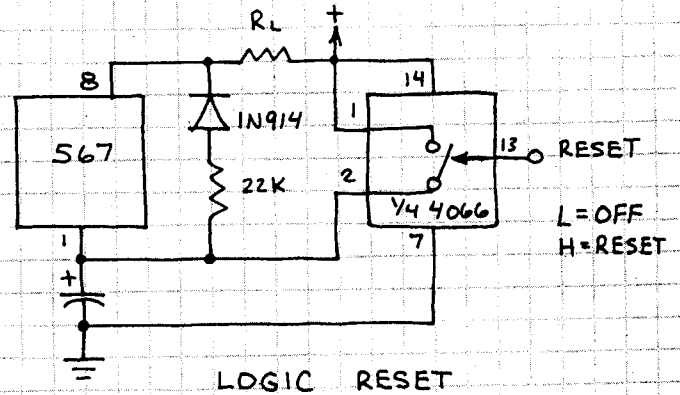 RL
+
8
14
1
1N914
567
13
RESET
2
22K
1/4 4066
L=OFF
1
7
H=RESET
+
LOGIC RESET